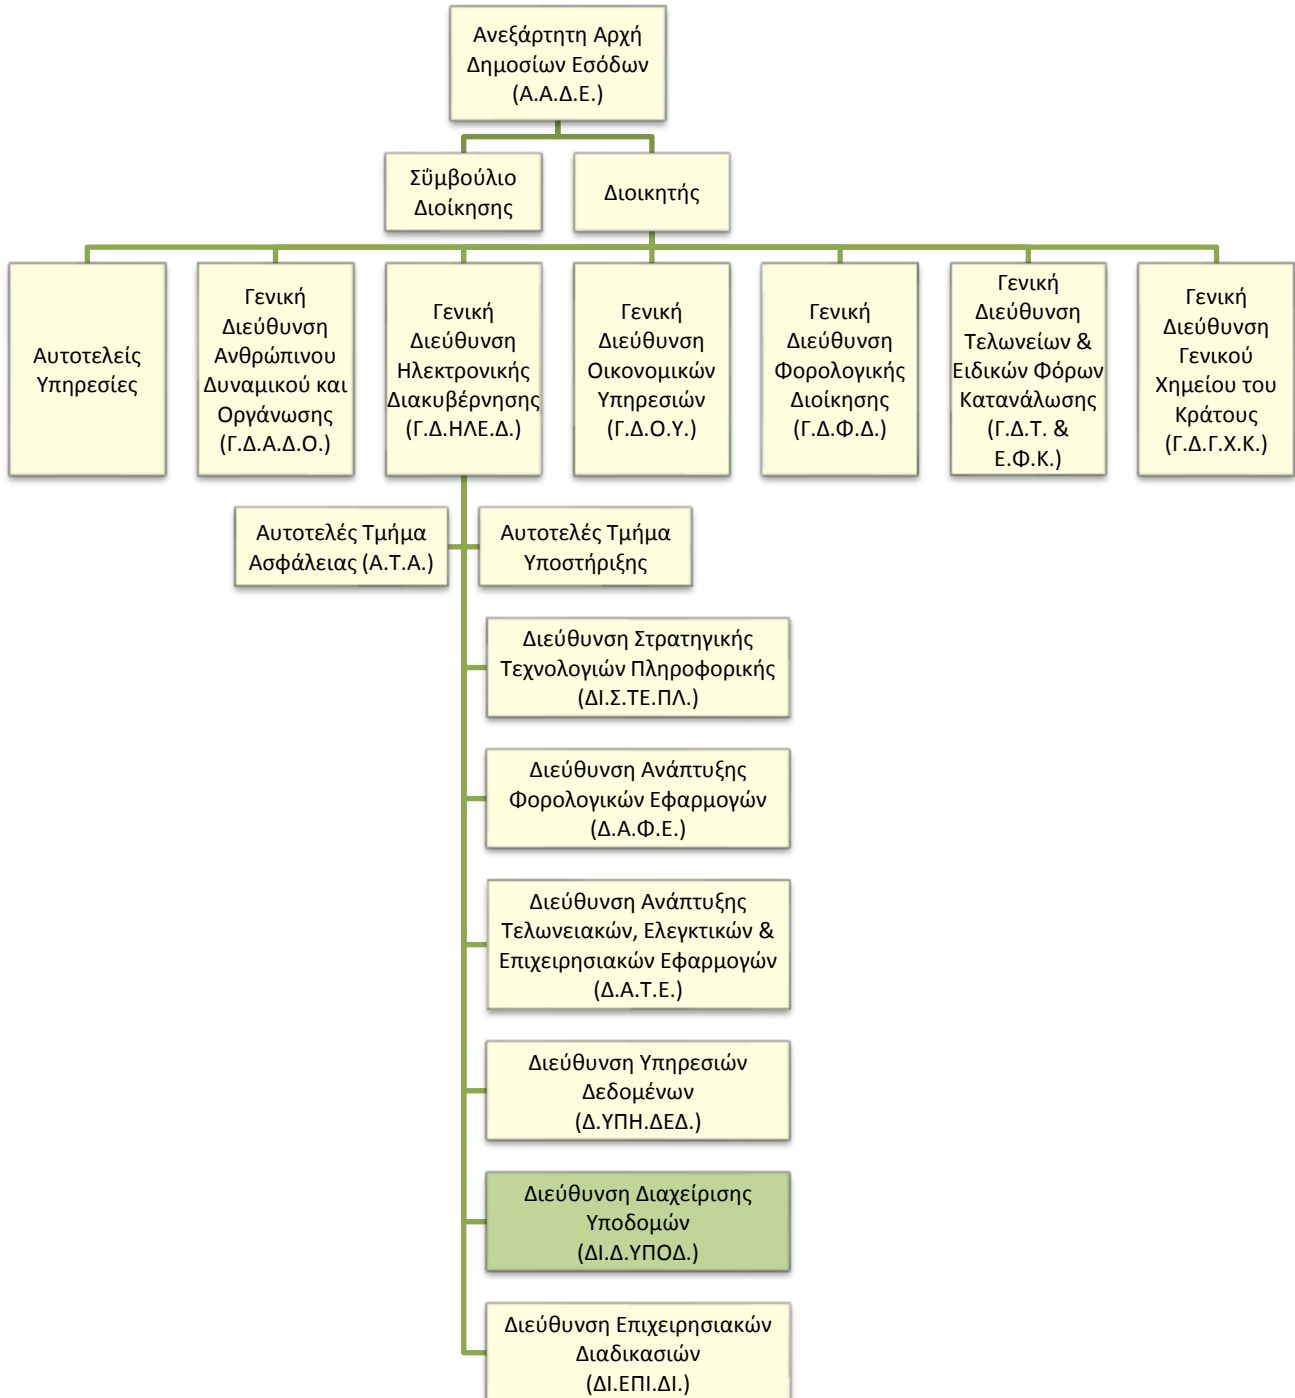 Ανεξάρτητη Αρχή
Δημοσίων Εσόδων
(Α.Α.Δ.Ε.)
Σΰμβούλιο
Διοίκησης
Διοικητής
Αυτοτελείς
Υπηρεσίες
Γενική
Διεύθυνση
Ανθρώπινου
Δυναμικού και
Οργάνωσης
(Γ.Δ.Α.Δ.Ο.)
Γενική
Διεύθυνση
Ηλεκτρονικής
Διακυβέρνησης
(Γ.Δ.ΗΛΕ.Δ.)
Γενική
Διεύθυνση
Οικονομικών
Υπηρεσιών
(Γ.Δ.Ο.Υ.)
Γενική
Διεύθυνση
Φορολογικής
Διοίκησης
(Γ.Δ.Φ.Δ.)
Γενική
Διεύθυνση
Τελωνείων &
Ειδικών Φόρων
Κατανάλωσης
(Γ.Δ.Τ. &
Ε.Φ.Κ.)
Γενική
Διεύθυνση
Γενικού
Χημείου του
Κράτους
(Γ.Δ.Γ.Χ.Κ.)
Αυτοτελές Τμήμα
Ασφάλειας (Α.Τ.Α.)
Αυτοτελές Τμήμα
Υποστήριξης
Διεύθυνση Στρατηγικής
Τεχνολογιών Πληροφορικής
(ΔΙ.Σ.ΤΕ.ΠΛ.)
Διεύθυνση Ανάπτυξης
Φορολογικών Εφαρμογών
(Δ.Α.Φ.Ε.)
Διεύθυνση Ανάπτυξης
Τελωνειακών, Ελεγκτικών &
Επιχειρησιακών Εφαρμογών
(Δ.Α.Τ.Ε.)
Διεύθυνση Υπηρεσιών
Δεδομένων
(Δ.ΥΠΗ.ΔΕΔ.)
Διεύθυνση Διαχείρισης
Υποδομών
(ΔΙ.Δ.ΥΠΟΔ.)
Διεύθυνση Επιχειρησιακών
Διαδικασιών
(ΔΙ.ΕΠΙ.ΔΙ.)